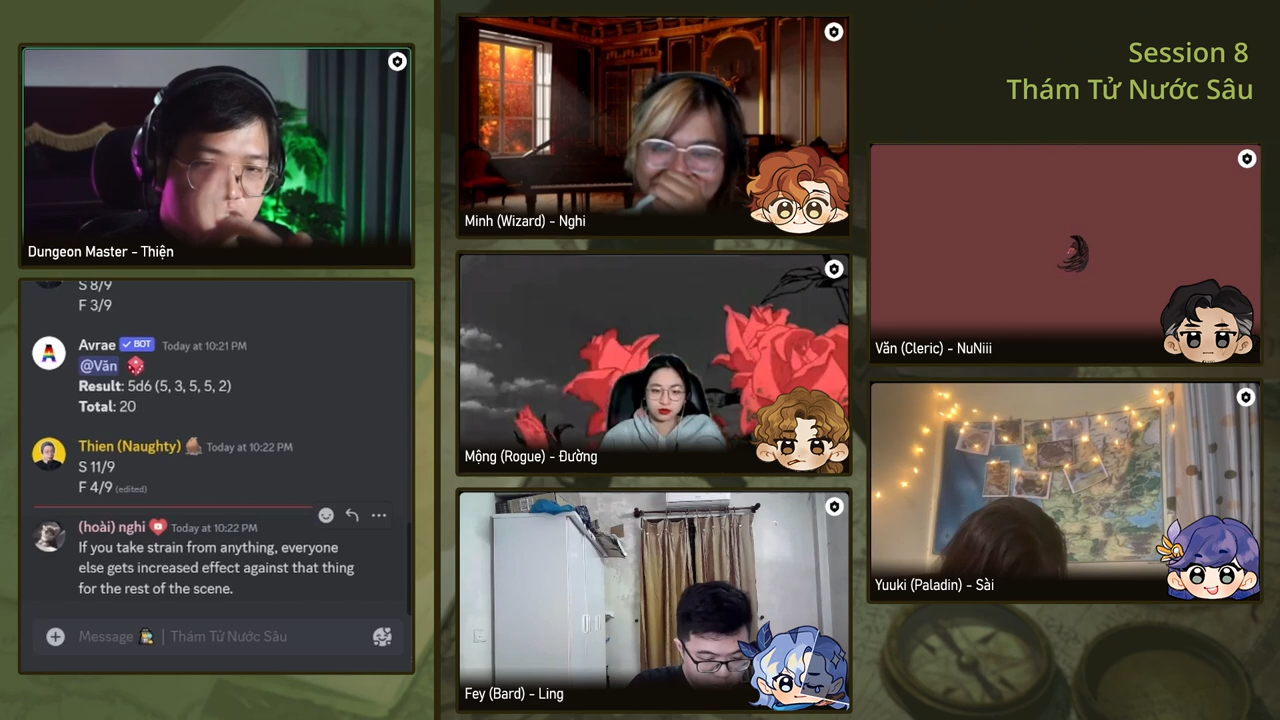 Session 8
Thám Tử Nước Sâu
Dungeon Master - Thiện
S 8/9
F 3/9
Avrae ✓ BOT Today at 10:21 PM
@Văn
Result: 5d6 (5, 3, 5, 5, 2)
Total: 20
Thien (Naughty) Today at 10:22 PM
S 11/9
F 4/9 (edited)
(hoài) nghi Today at 10:22 PM
If you take strain from anything, everyone
else gets increased effect against that thing
for the rest of the scene.
Message | Thám Tử Nước Sâu
Minh (Wizard) - Nghi
Mộng (Rogue) - Đường
Fey (Bard) - Ling
Văn (Cleric) - NuNiii
Yuuki (Paladin) - Sài